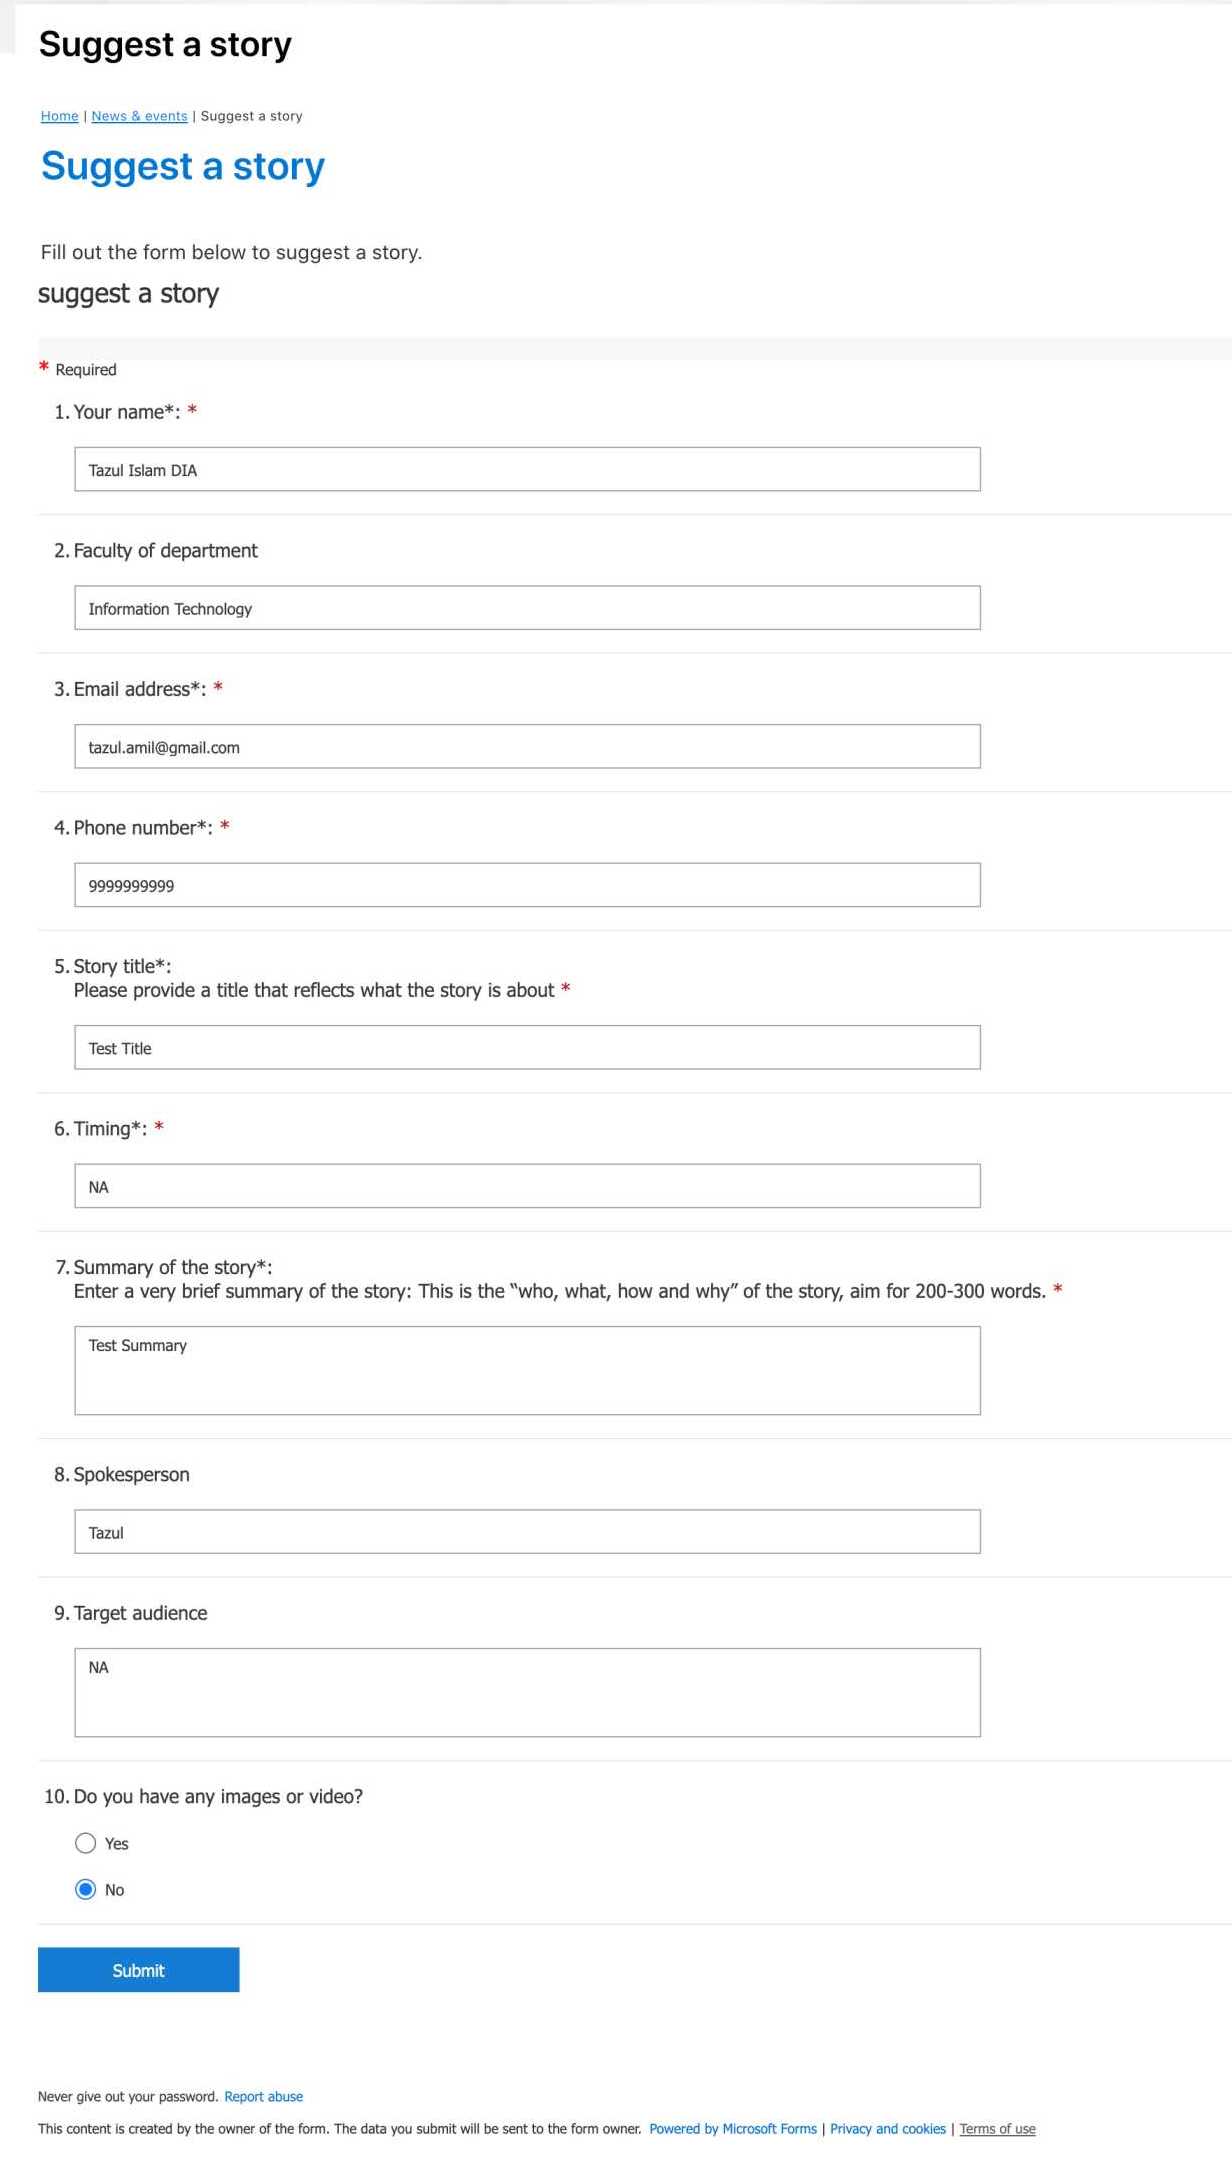 Suggest a story
Home | News & events | Suggest a story
Suggest a story
Fill out the form below to suggest a story.
suggest a story
* Required
1. Your name*: *
Tazul Islam DIA
2. Faculty of department
Information Technology
3. Email address*: *
tazul.amil@gmail.com
4. Phone number*: *
9999999999
5. Story title*:
Please provide a title that reflects what the story is about *
Test Title
6. Timing*: *
NA
7. Summary of the story*:
Enter a very brief summary of the story: This is the “who, what, how and why” of the story, aim for 200-300 words. *
Test Summary
8. Spokesperson
Tazul
9. Target audience
NA
10. Do you have any images or video?
Yes
No
Submit
Never give out your password. Report abuse
This content is created by the owner of the form. The data you submit will be sent to the form owner. Powered by Microsoft Forms | Privacy and cookies | Terms of use